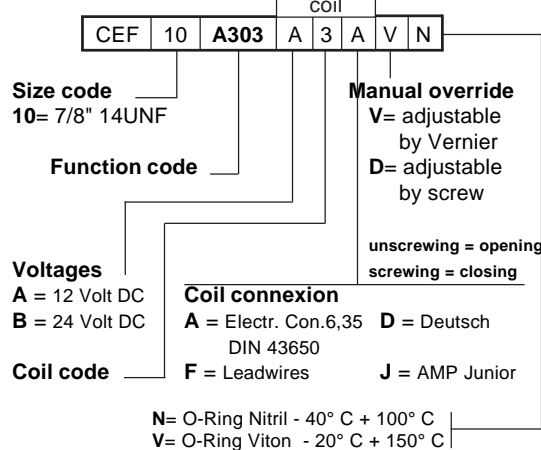 coil
CEF 10 A303 A 3 A V N
Size code
10= 7/8" 14UNF
Function code
Manual override
V= adjustable
by Vernier
D= adjustable
by screw
unscrewing = opening
screwing = closing
Voltages
A = 12 Volt DC
B = 24 Volt DC
Coil code
Coil connexion
A = Electr. Con.6,35
DIN 43650
D = Deutsch
F = Leadwires
J = AMP Junior
N= O-Ring Nitril - 40° C + 100° C
V= O-Ring Viton - 20° C + 150° C